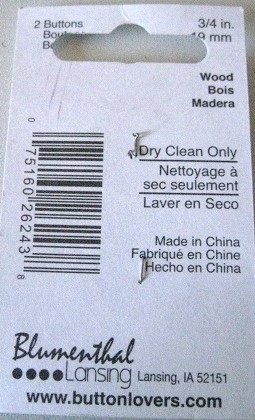 2 Buttons 3/4 in.
19 mm
Wood
Bois
Madera
Dry Clean Only
Nettoyage à
sec seulement
Laver en Seco
Made in China
Fabriqué en Chine
Hecho en China
0 75160 26243 8
Blumenthal
Lansing Lansing, IA 52151
www.buttonlovers.com